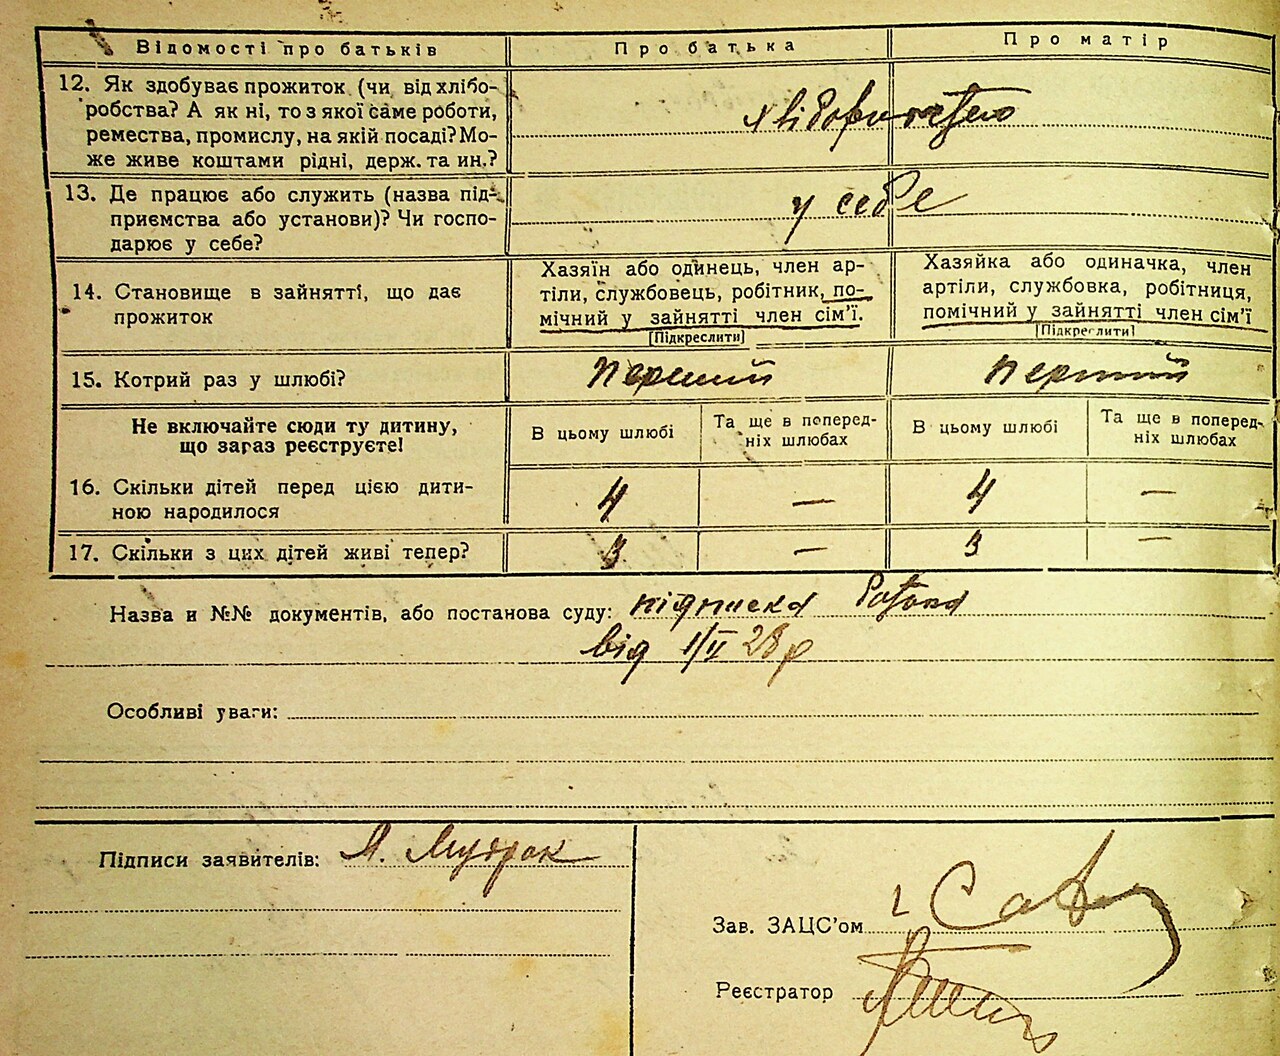 Відомості про батьків
Про батька
Про матір
12. Як здобуває прожиток (чи від хлібо-
робства? А як ні, то з якої саме роботи,
ремества, промислу, на якій посаді? Мо-
же живе коштами рідні, держ. та ин.?
13. Де працює або служить (назва під-
приємства або установи)? Чи госпо-
дарює у себе?
у себе
14. Становище в зайнятті, що дає
прожиток
Хазяїн або одинець, член ар-
тіли, службовець, робітник, по-
мічний у зайнятті член сім'ї.
[Підкреслити]
Хазяйка або одиначка, член
артіли, службовка, робітниця,
помічний у зайнятті член сім'ї
[Підкреслити]
15. Котрий раз у шлюбі?
перший
перший
Не включайте сюди ту дитину,
що зараз реєструєте!
В цьому шлюбі
Та ще в поперед-
ніх шлюбах
В цьому шлюбі
Та ще в поперед-
ніх шлюбах
16. Скільки дітей перед цією дити-
ною народилося
4 — 4 —
17. Скільки з цих дітей живі тепер?
3 — 3 —
Назва и №№ документів, або постанова суду: підписка
від 1/II 28 р
Особливі уваги:
Підписи заявителів:
Зав. ЗАЦС'ом
Реєстратор